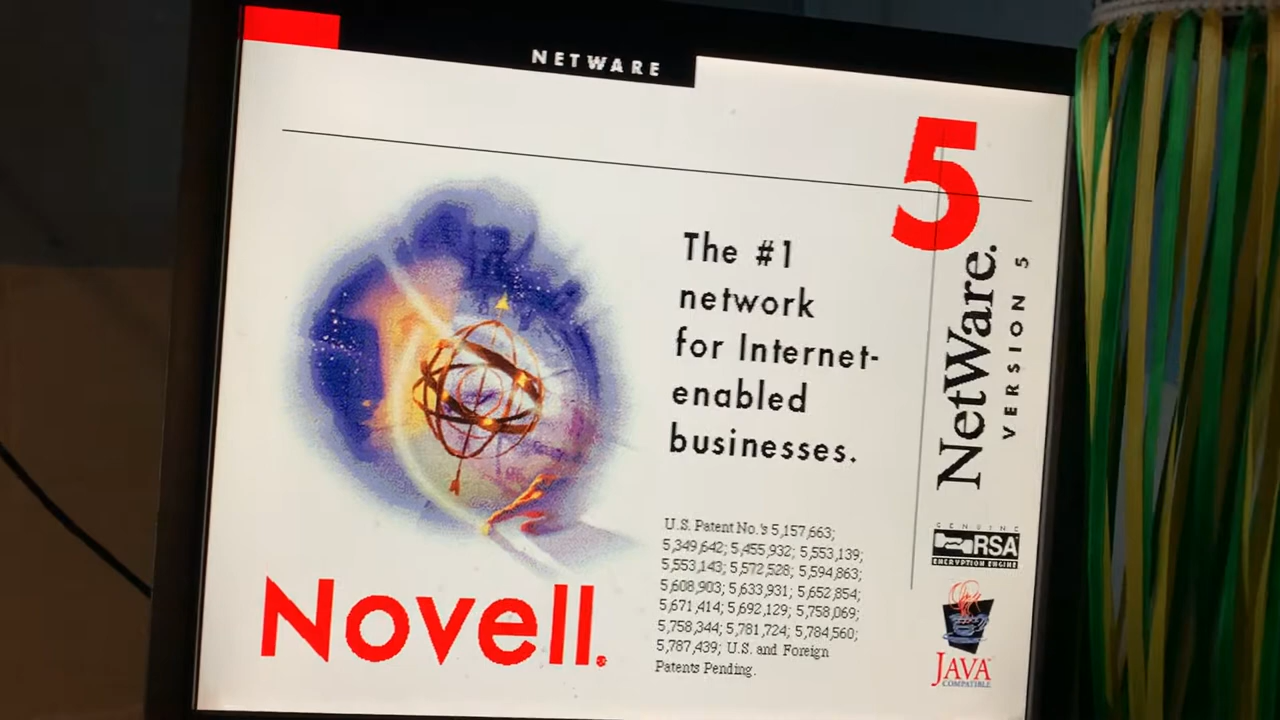 NETWARE
5
The #1
network
for Internet-
enabled
businesses.
NetWare.
VERSION 5
U.S. Patent No.'s 5,157,663;
5,349,642; 5,455,932; 5,553,139;
5,553,143; 5,572,528; 5,594,863;
5,608,903; 5,633,931; 5,652,854;
5,671,414; 5,692,129; 5,758,069;
5,758,344; 5,781,724; 5,784,560;
5,787,439; U.S. and Foreign
Patents Pending.
GENUINE
RSA
ENCRYPTION ENGINE
JAVA
COMPATIBLE
Novell.